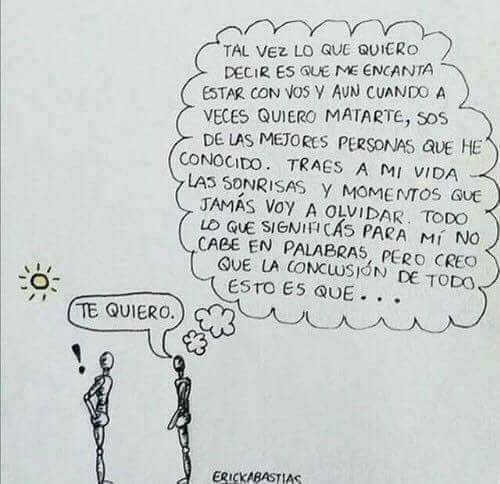 TAL VEZ LO QUE QUIERO
DECIR ES QUE ME ENCANTA
ESTAR CON VOS Y AUN CUANDO A
VECES QUIERO MATARTE, SOS
DE LAS MEJORES PERSONAS QUE HE
CONOCIDO. TRAES A MI VIDA
LAS SONRISAS Y MOMENTOS QUE
JAMÁS VOY A OLVIDAR. TODO
LO QUE SIGNIFICÁS PARA MÍ NO
CABE EN PALABRAS, PERO CREO
QUE LA CONCLUSIÓN DE TODO
ESTO ES QUE...
TE QUIERO.
!
ERICKABASTIAS